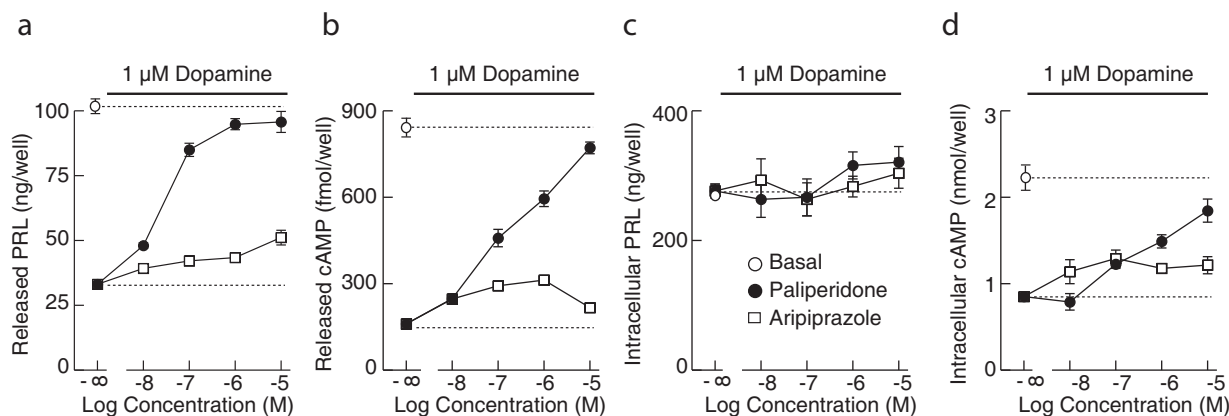 a
1 µM Dopamine
Released PRL (ng/well)
100
75
50
25
0
- ∞
-8
-7
-6
-5
Log Concentration (M)
b
1 µM Dopamine
Released cAMP (fmol/well)
900
600
300
0
- ∞
-8
-7
-6
-5
Log Concentration (M)
c
1 µM Dopamine
Intracellular PRL (ng/well)
400
200
0
Basal
Paliperidone
Aripiprazole
- ∞
-8
-7
-6
-5
Log Concentration (M)
d
1 µM Dopamine
Intracellular cAMP (nmol/well)
3
2
1
0
- ∞
-8
-7
-6
-5
Log Concentration (M)